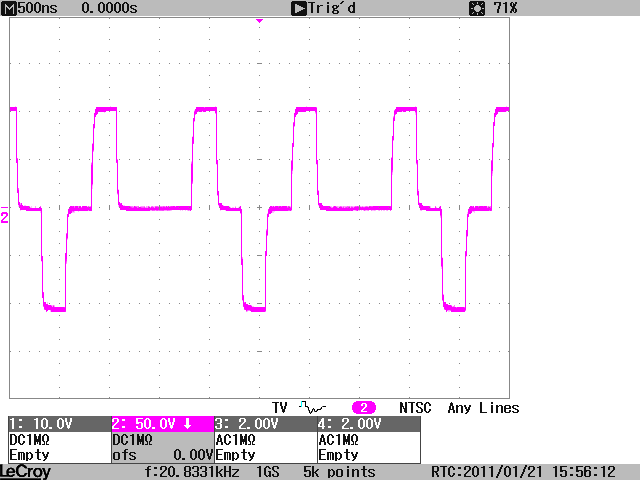 M 500ns 0.0000s Trig'd 71%
2
TV 2 NTSC Any Lines
1: 10.0V 2: 50.0V ↓ 3: 2.00V 4: 2.00V
DC1MΩ DC1MΩ AC1MΩ AC1MΩ
Empty ofs 0.00V Empty Empty
LeCroy f:20.8331kHz 1GS 5k points RTC:2011/01/21 15:56:12